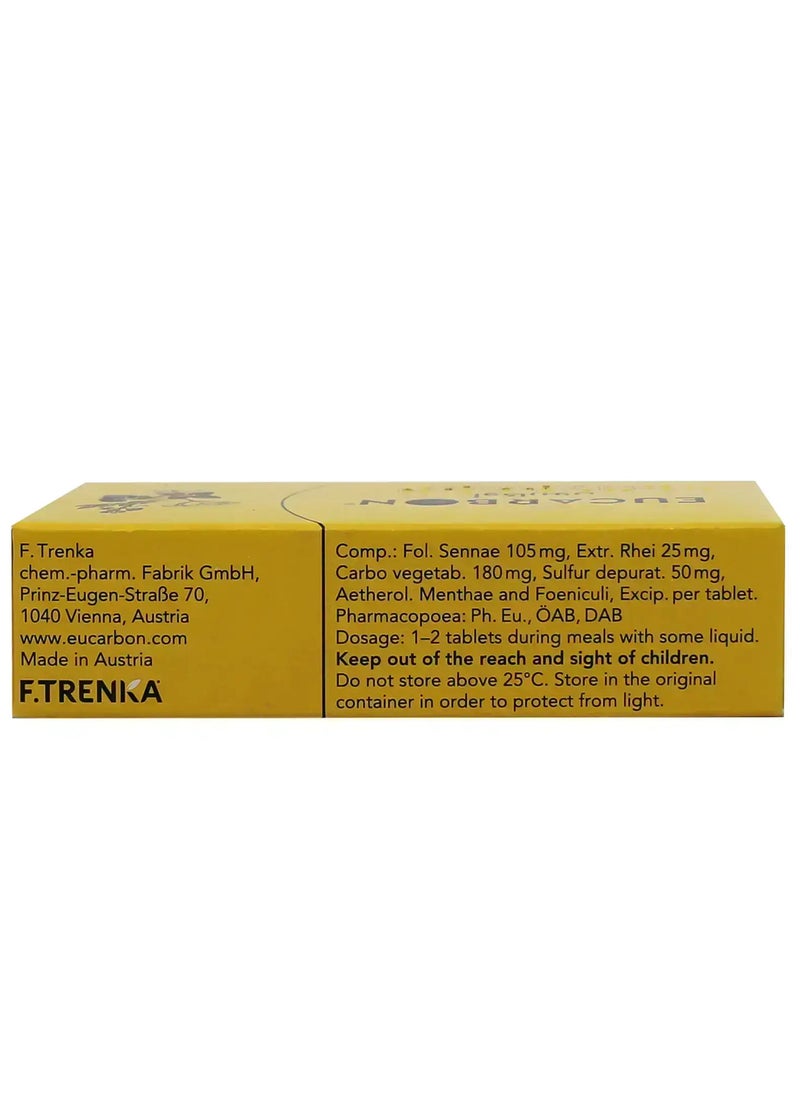 EUCARBON
F. Trenka
chem.-pharm. Fabrik GmbH,
Prinz-Eugen-Straße 70,
1040 Vienna, Austria
www.eucarbon.com
Made in Austria
F.TRENKA
Comp.: Fol. Sennae 105 mg, Extr. Rhei 25 mg,
Carbo vegetab. 180 mg, Sulfur depurat. 50 mg,
Aetherol. Menthae and Foeniculi, Excip. per tablet.
Pharmacopoea: Ph. Eu., ÖAB, DAB
Dosage: 1–2 tablets during meals with some liquid.
Keep out of the reach and sight of children.
Do not store above 25°C. Store in the original
container in order to protect from light.